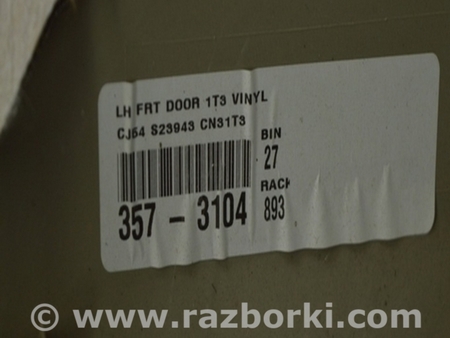 LH FRT DOOR 1T3 VINYL
CJ54 S23943 CN31T3
BIN
27
RACK
357 - 3104
893
© www.razborki.com